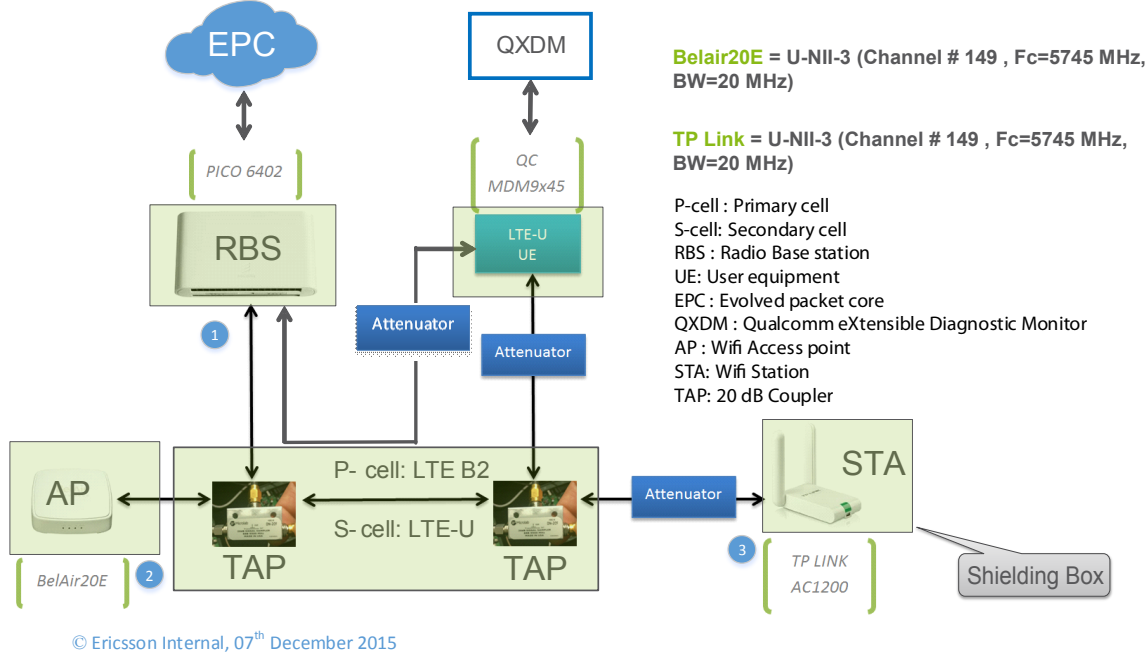 EPC
QXDM
Belair20E = U-NII-3 (Channel # 149 , Fc=5745 MHz,
BW=20 MHz)
TP Link = U-NII-3 (Channel # 149 , Fc=5745 MHz,
BW=20 MHz)
PICO 6402
QC
MDM9x45
P-cell : Primary cell
S-cell: Secondary cell
RBS : Radio Base station
UE: User equipment
EPC : Evolved packet core
QXDM : Qualcomm eXtensible Diagnostic Monitor
AP : Wifi Access point
STA: Wifi Station
TAP: 20 dB Coupler
RBS
LTE-U
UE
1
Attenuator
Attenuator
AP
P- cell: LTE B2
S- cell: LTE-U
TAP
TAP
Attenuator
STA
BelAir20E
2
3
TP LINK
AC1200
Shielding Box
© Ericsson Internal, 07th December 2015